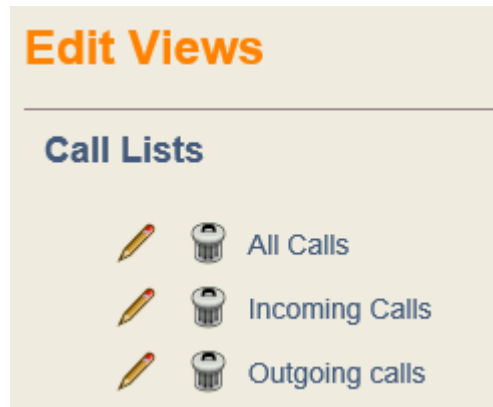 Edit Views
Call Lists
All Calls
Incoming Calls
Outgoing calls